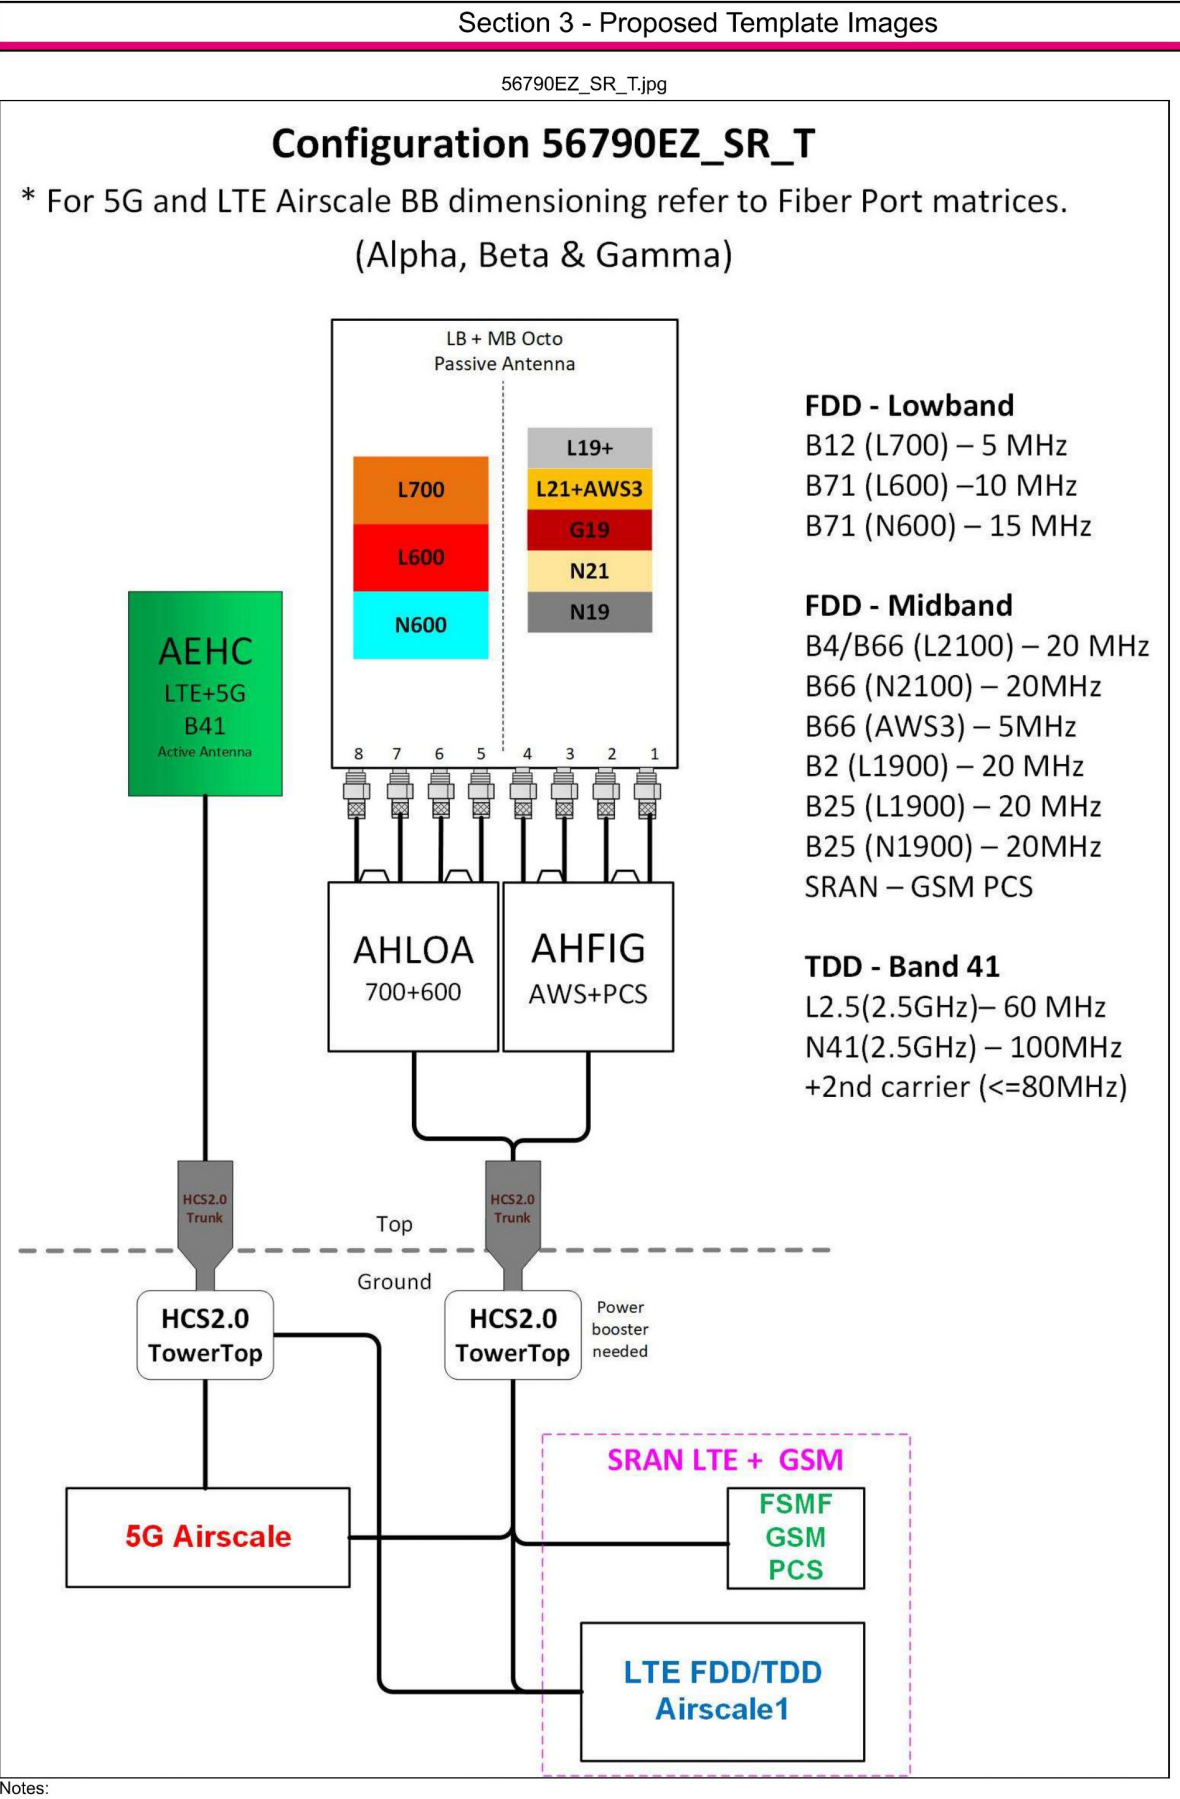 Section 3 - Proposed Template Images
56790EZ_SR_T.jpg
Configuration 56790EZ_SR_T
* For 5G and LTE Airscale BB dimensioning refer to Fiber Port matrices.
(Alpha, Beta & Gamma)
LB + MB Octo
Passive Antenna
L700
L600
N600
L19+
L21+AWS3
G19
N21
N19
8 7 6 5 4 3 2 1
AEHC
LTE+5G
B41
Active Antenna
AHLOA
700+600
AHFIG
AWS+PCS
FDD - Lowband
B12 (L700) – 5 MHz
B71 (L600) –10 MHz
B71 (N600) – 15 MHz
FDD - Midband
B4/B66 (L2100) – 20 MHz
B66 (N2100) – 20MHz
B66 (AWS3) – 5MHz
B2 (L1900) – 20 MHz
B25 (L1900) – 20 MHz
B25 (N1900) – 20MHz
SRAN – GSM PCS
TDD - Band 41
L2.5(2.5GHz)– 60 MHz
N41(2.5GHz) – 100MHz
+2nd carrier (<=80MHz)
HCS2.0
Trunk
HCS2.0
Trunk
Top
Ground
HCS2.0
TowerTop
HCS2.0
TowerTop
Power
booster
needed
SRAN LTE + GSM
5G Airscale
FSMF
GSM
PCS
LTE FDD/TDD
Airscale1
Notes: